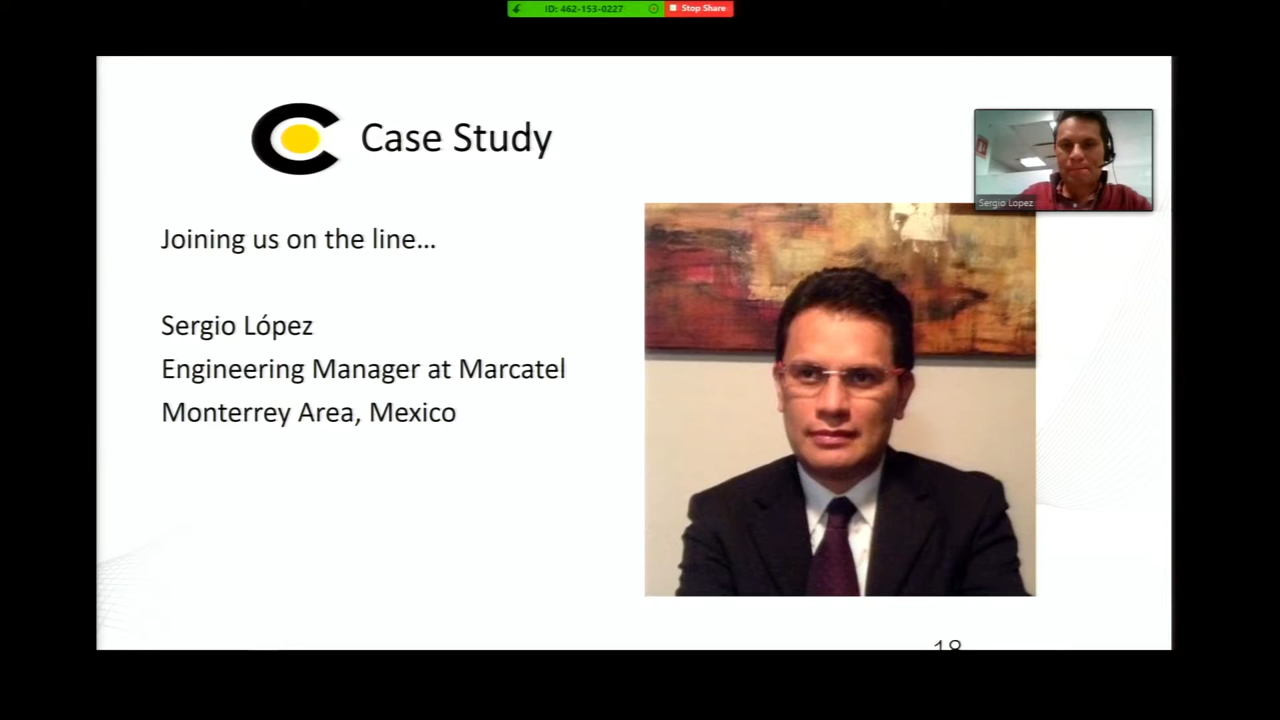 ID: 462-153-0227
Stop Share
Case Study
Sergio Lopez
Joining us on the line...
Sergio López
Engineering Manager at Marcatel
Monterrey Area, Mexico
18